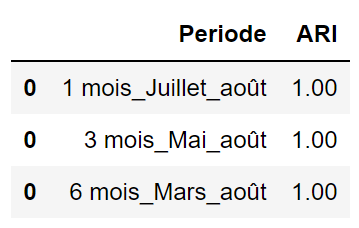 Periode ARI
0 1 mois_Juillet_août 1.00
0 3 mois_Mai_août 1.00
0 6 mois_Mars_août 1.00